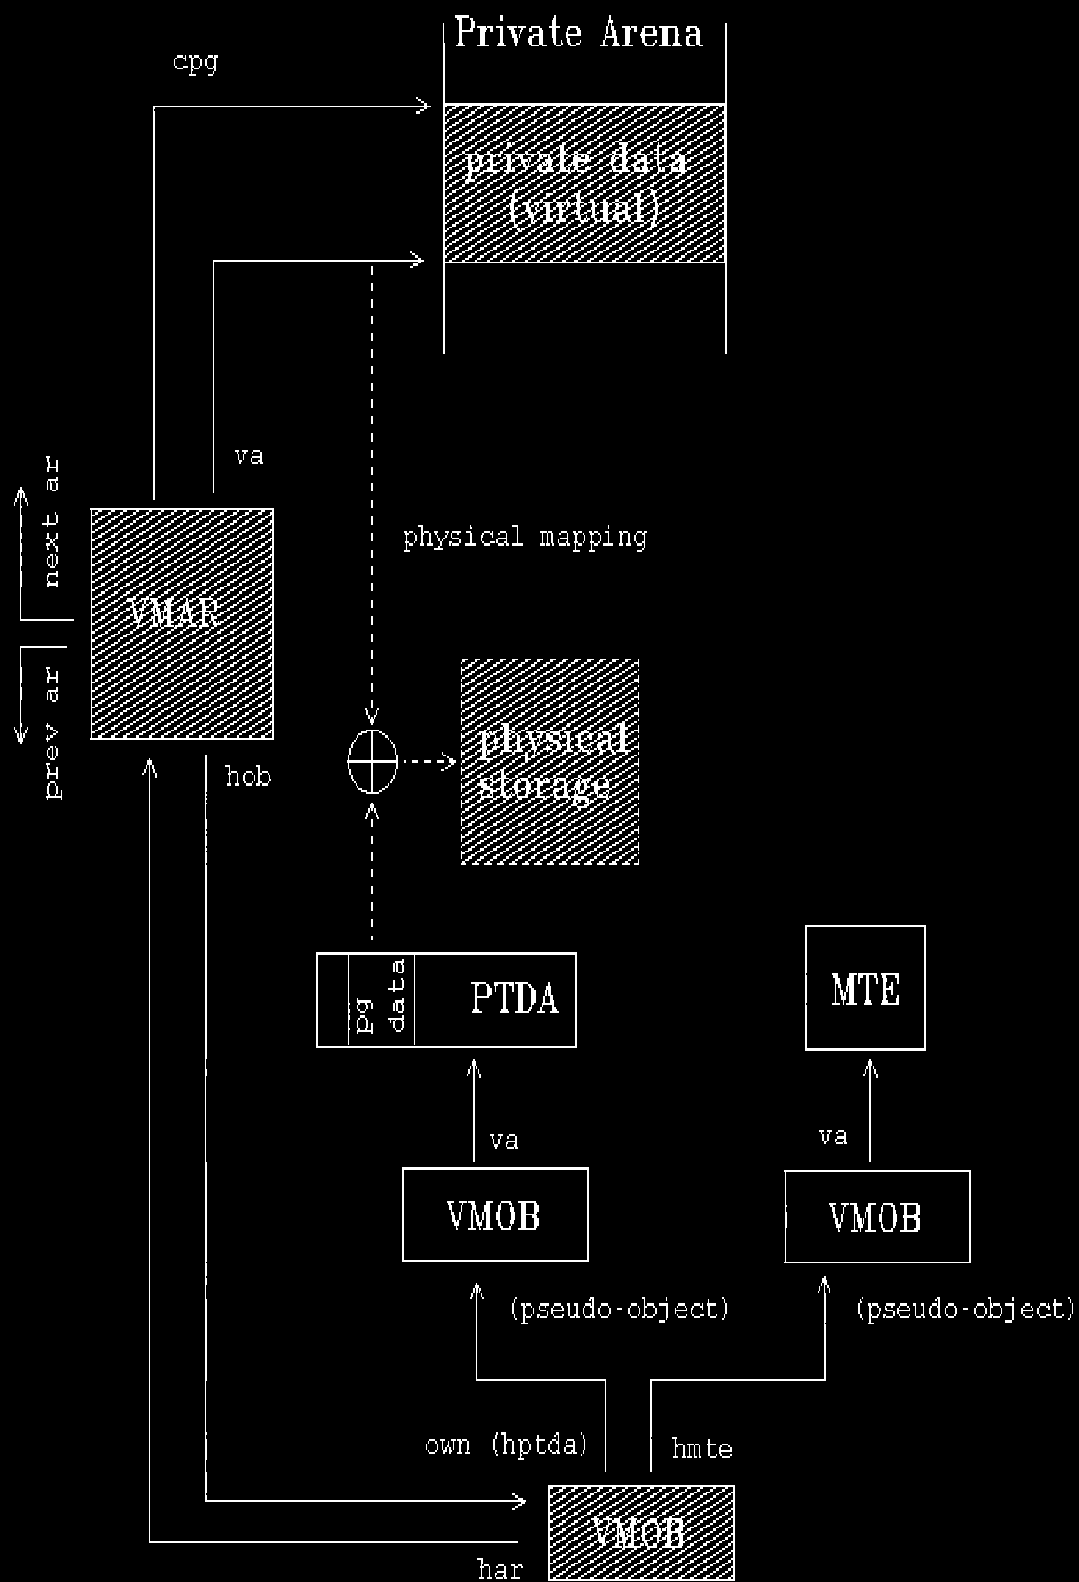 Private Arena
cpg
private data
(virtual)
va
next ar
physical mapping
VMAR
prev ar
physical
storage
hob
pg
data
PTDA
MTE
va
va
VMOB
VMOB
(pseudo-object)
(pseudo-object)
own (hptda)
hmte
VMOB
har